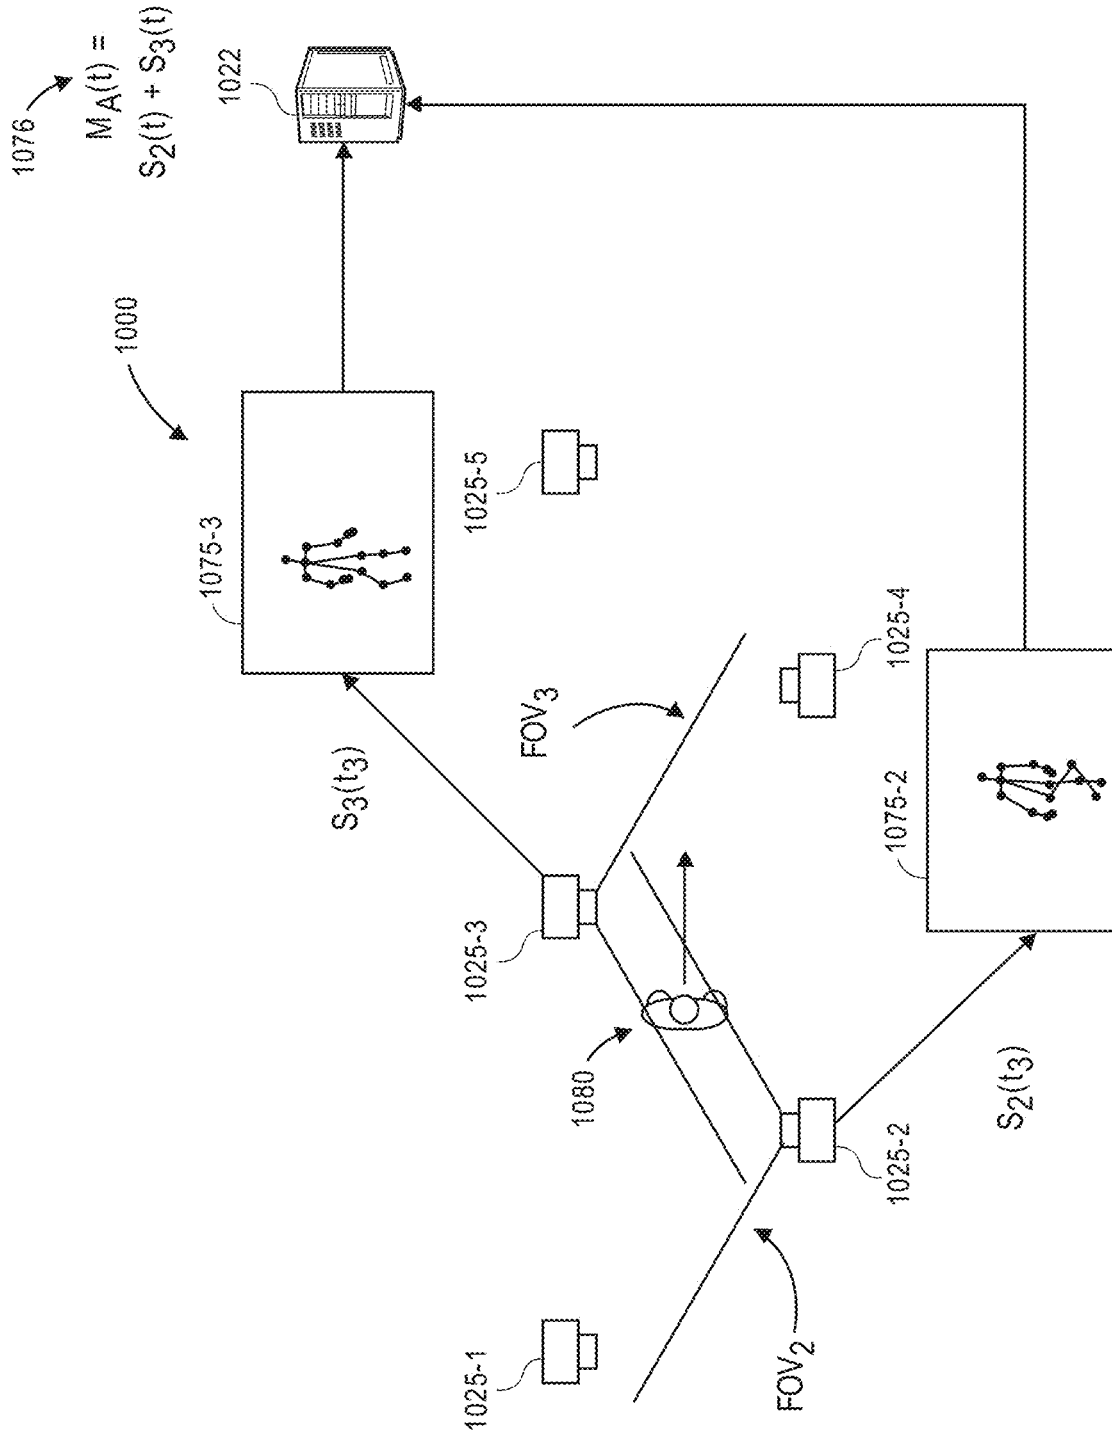 1076
M_A(t) =
S_2(t) + S_3(t)
1022
1000
1075-3
1025-5
S_3(t_3)
FOV_3
1025-4
1025-3
1075-2
1080
S_2(t_3)
1025-2
1025-1
FOV_2